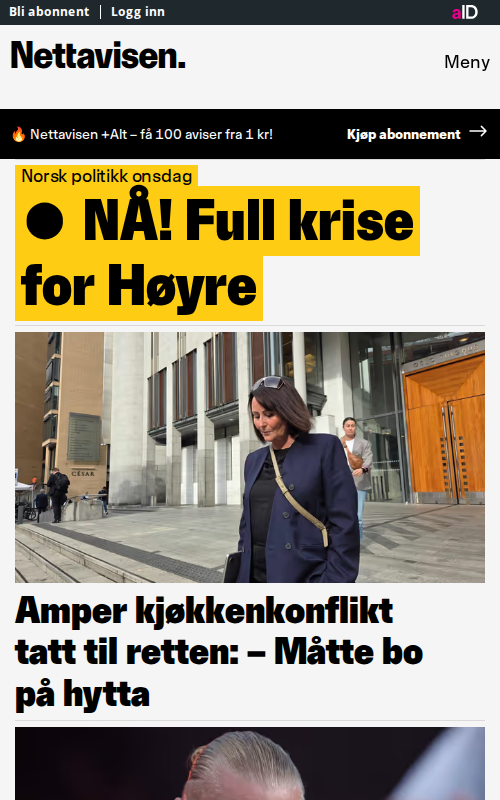 Bli abonnent | Logg inn
aID
Nettavisen.
Meny
🔥 Nettavisen +Alt – få 100 aviser fra 1 kr!
Kjøp abonnement →
Norsk politikk onsdag
● NÅ! Full krise
for Høyre
CÉSAR
Amper kjøkkenkonflikt
tatt til retten: – Måtte bo
på hytta